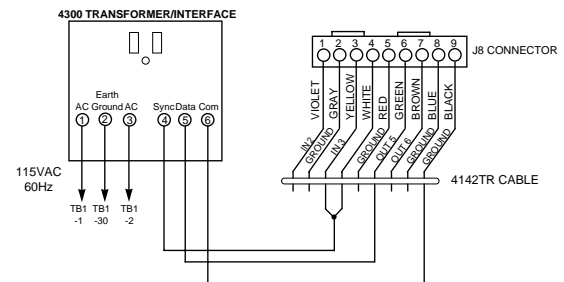 4300 TRANSFORMER/INTERFACE
Earth
AC Ground AC
Sync Data Com
1 2 3 4 5 6
115VAC
60Hz
TB1 TB1 TB1
-1 -30 -2
1 2 3 4 5 6 7 8 9
J8 CONNECTOR
VIOLET
GRAY
YELLOW
WHITE
RED
GREEN
BROWN
BLUE
BLACK
IN 2
GROUND
IN 3
GROUND
OUT 5
OUT 6
GROUND
GROUND
4142TR CABLE